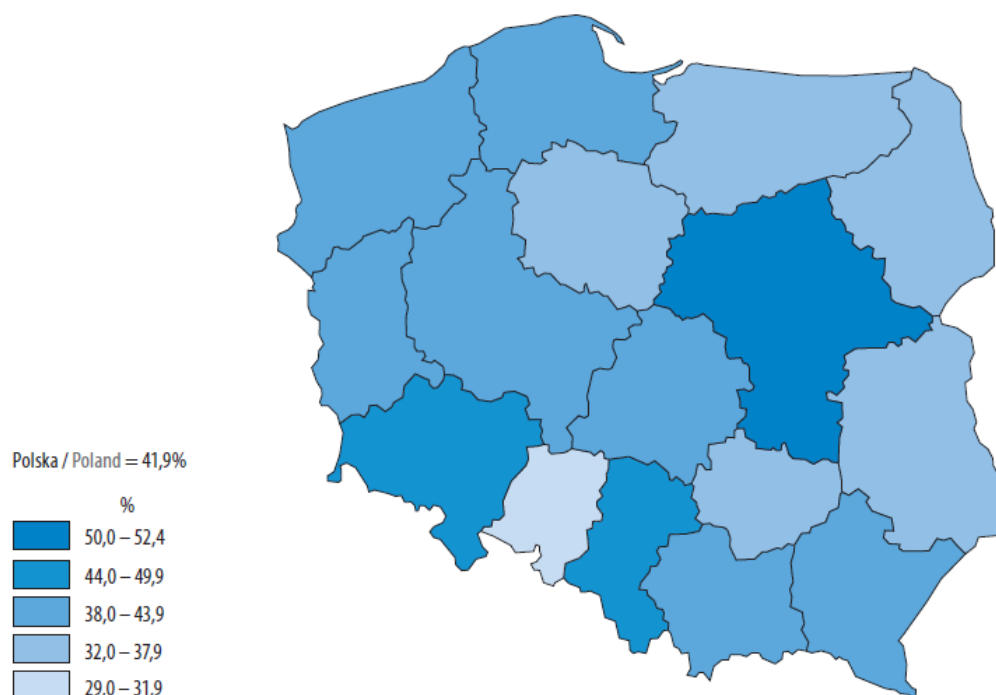 Polska / Poland = 41,9%
%
50,0 – 52,4
44,0 – 49,9
38,0 – 43,9
32,0 – 37,9
29,0 – 31,9